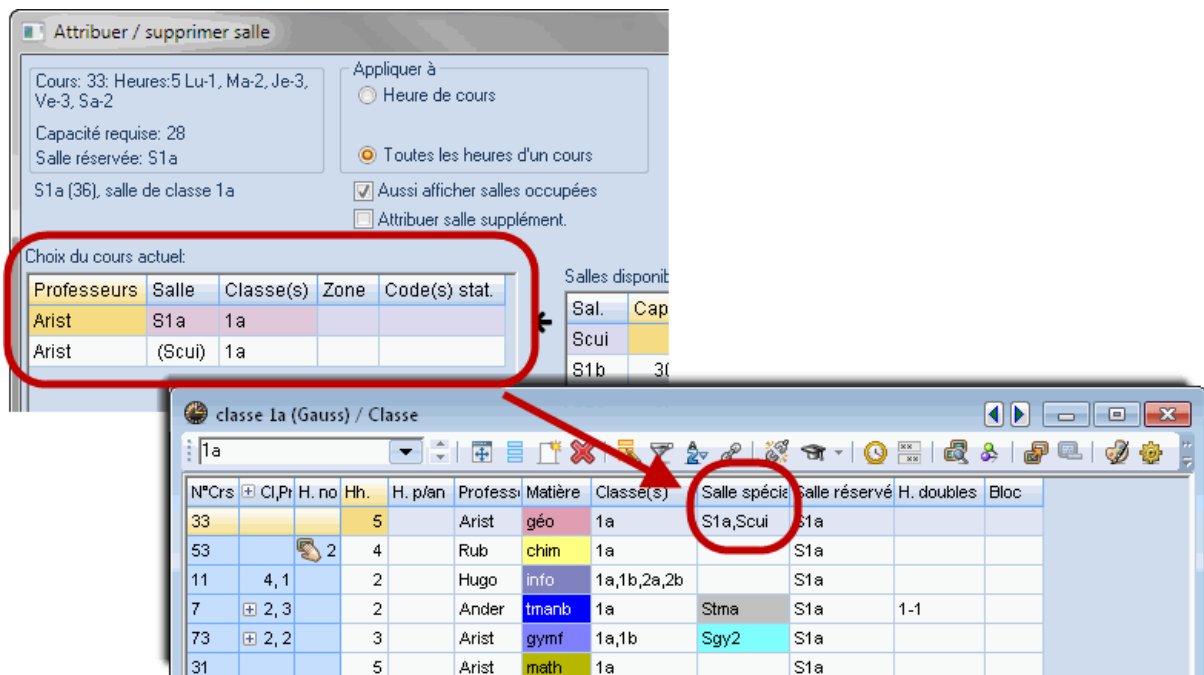 Attribuer / supprimer salle
Cours: 33: Heures:5 Lu-1, Ma-2, Je-3,
Ve-3, Sa-2
Capacité requise: 28
Salle réservée: S1a
S1a (36), salle de classe 1a
Appliquer à
Heure de cours
Toutes les heures d'un cours
Aussi afficher salles occupées
Attribuer salle supplément.
Choix du cours actuel:
Professeurs Salle Classe(s) Zone Code(s) stat.
Arist S1a 1a
Arist (Scui) 1a
Salles disponib
Sal. Cap
Scui
S1b 30
classe 1a (Gauss) / Classe
1a
N°Crs Cl,Pr H. no Hh. H. p/an Professe Matière Classe(s) Salle spécia Salle réservé H. doubles Bloc
33 5 Arist géo 1a S1a,Scui S1a
53 2 4 Rub chim 1a S1a
11 4, 1 2 Hugo info 1a,1b,2a,2b S1a
7 2, 3 2 Ander tmanb 1a Stma S1a 1-1
73 2, 2 3 Arist gymf 1a,1b Sgy2 S1a
31 5 Arist math 1a S1a